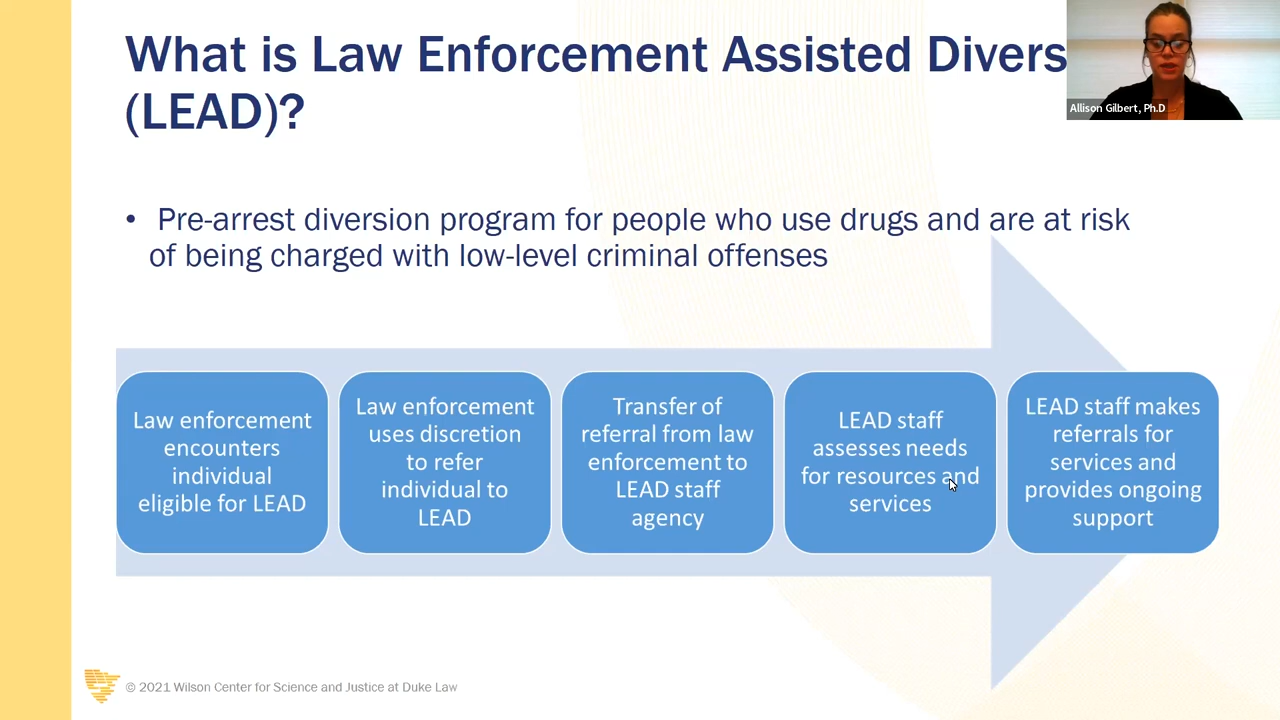 What is Law Enforcement Assisted Divers
(LEAD)?
Allison Gilbert, Ph.D
• Pre-arrest diversion program for people who use drugs and are at risk
of being charged with low-level criminal offenses
Law enforcement
encounters
individual
eligible for LEAD
Law enforcement
uses discretion
to refer
individual to
LEAD
Transfer of
referral from law
enforcement to
LEAD staff
agency
LEAD staff
assesses needs
for resources and
services
LEAD staff makes
referrals for
services and
provides ongoing
support
© 2021 Wilson Center for Science and Justice at Duke Law